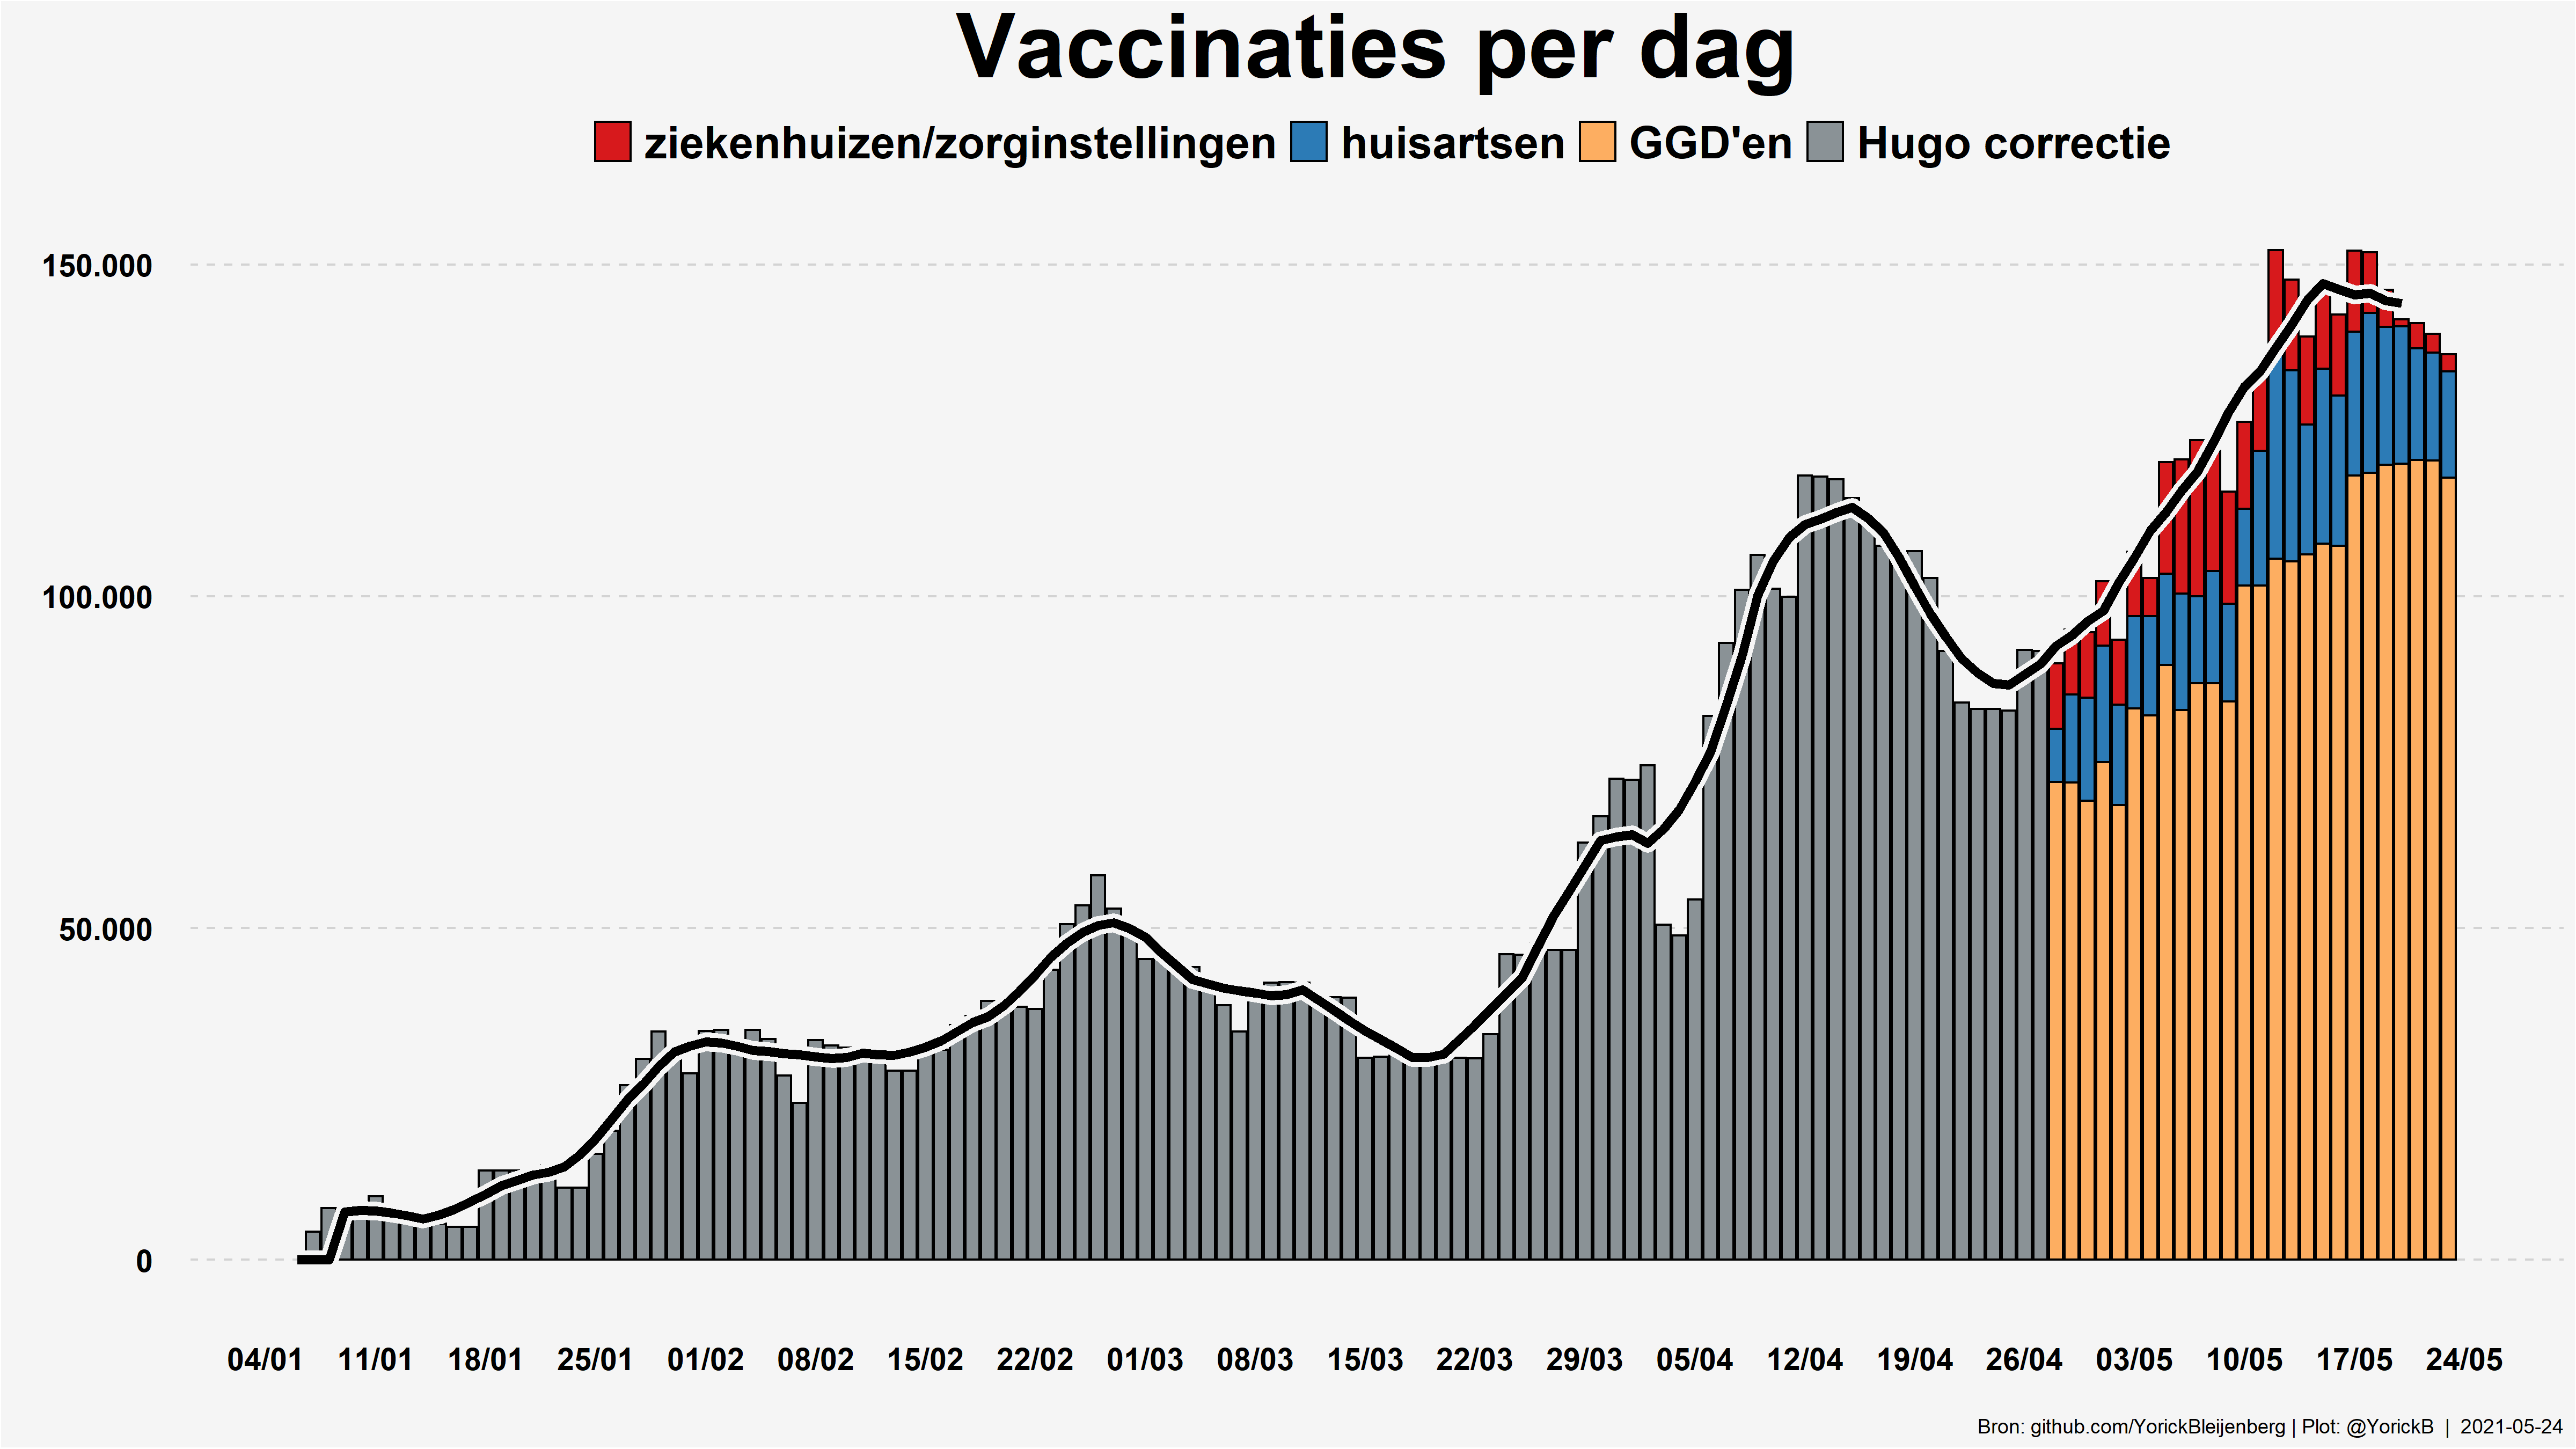 Vaccinaties per dag
ziekenhuizen/zorginstellingen huisartsen GGD'en Hugo correctie
150.000
100.000
50.000
0
04/01 11/01 18/01 25/01 01/02 08/02 15/02 22/02 01/03 08/03 15/03 22/03 29/03 05/04 12/04 19/04 26/04 03/05 10/05 17/05 24/05
Bron: github.com/YorickBleijenberg | Plot: @YorickB | 2021-05-24